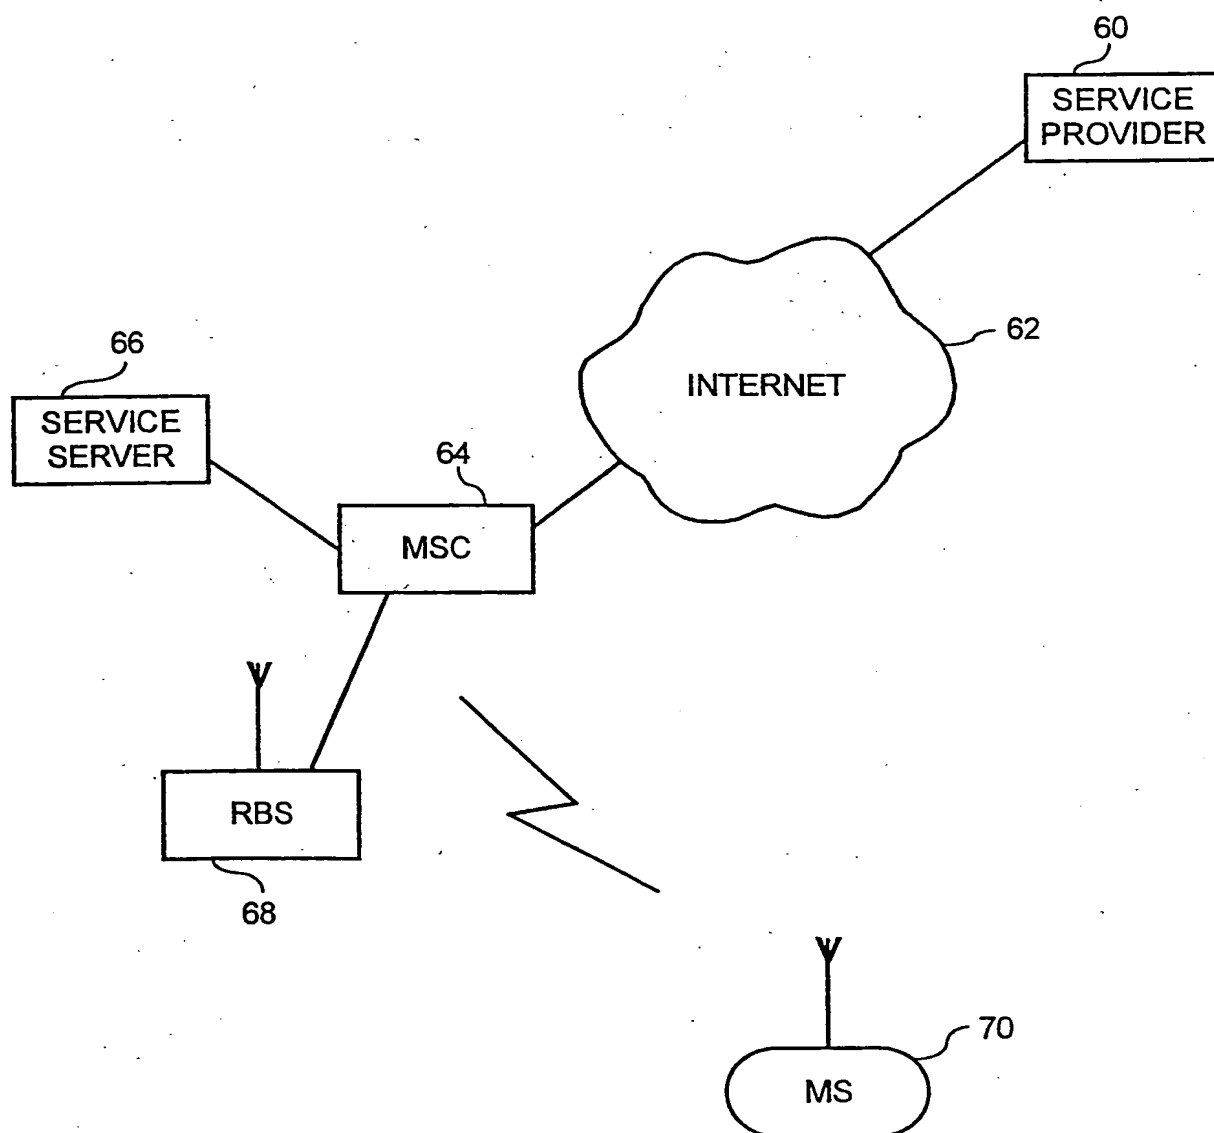 60
SERVICE
PROVIDER
62
INTERNET
66
SERVICE
SERVER
64
MSC
RBS
68
70
MS